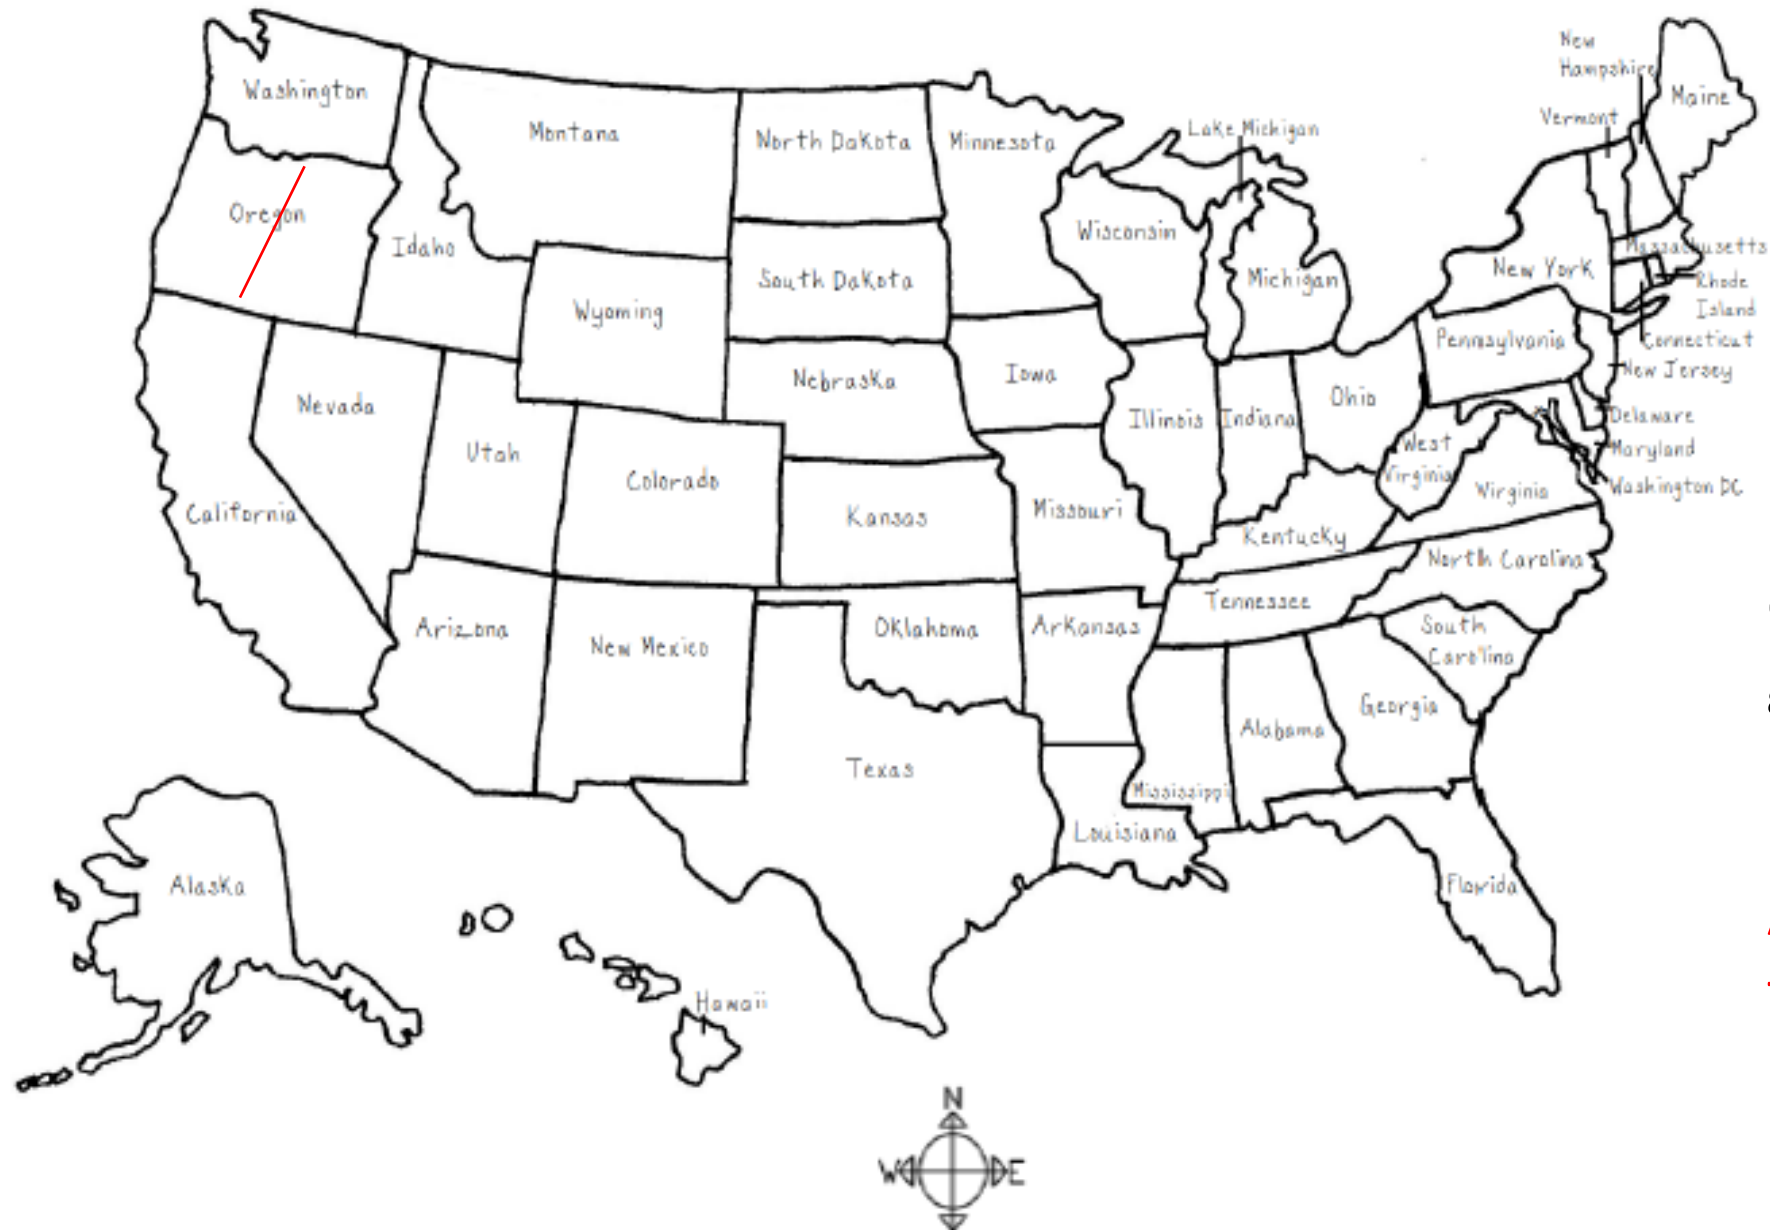 New
Hampshire
Maine
Washington
Vermont
Montana
North Dakota
Minnesota
Lake Michigan
Oregon
Idaho
Wisconsin
Massachusetts
New York
Michigan
South Dakota
Rhode
Island
Wyoming
Pennsylvania
Connecticut
New Jersey
Iowa
Nebraska
Ohio
Nevada
Illinois
Indiana
Delaware
West
Virginia
Maryland
Utah
Colorado
Washington DC
Virginia
California
Kansas
Missouri
Kentucky
North Carolina
Tennessee
Arizona
New Mexico
Oklahoma
Arkansas
South
Carolina
Georgia
Alabama
Texas
Mississippi
Louisiana
Alaska
Florida
Hawaii
N
W E